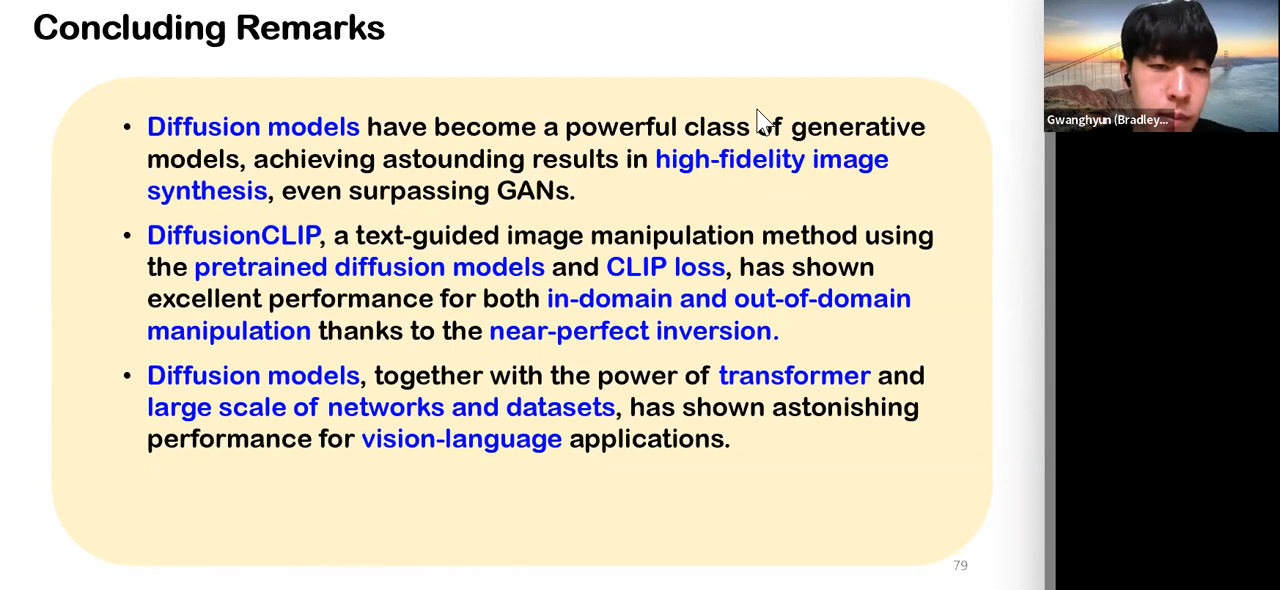 Concluding Remarks
• Diffusion models have become a powerful class of generative
models, achieving astounding results in high-fidelity image
synthesis, even surpassing GANs.
• DiffusionCLIP, a text-guided image manipulation method using
the pretrained diffusion models and CLIP loss, has shown
excellent performance for both in-domain and out-of-domain
manipulation thanks to the near-perfect inversion.
• Diffusion models, together with the power of transformer and
large scale of networks and datasets, has shown astonishing
performance for vision-language applications.
79
Gwanghyun (Bradley...